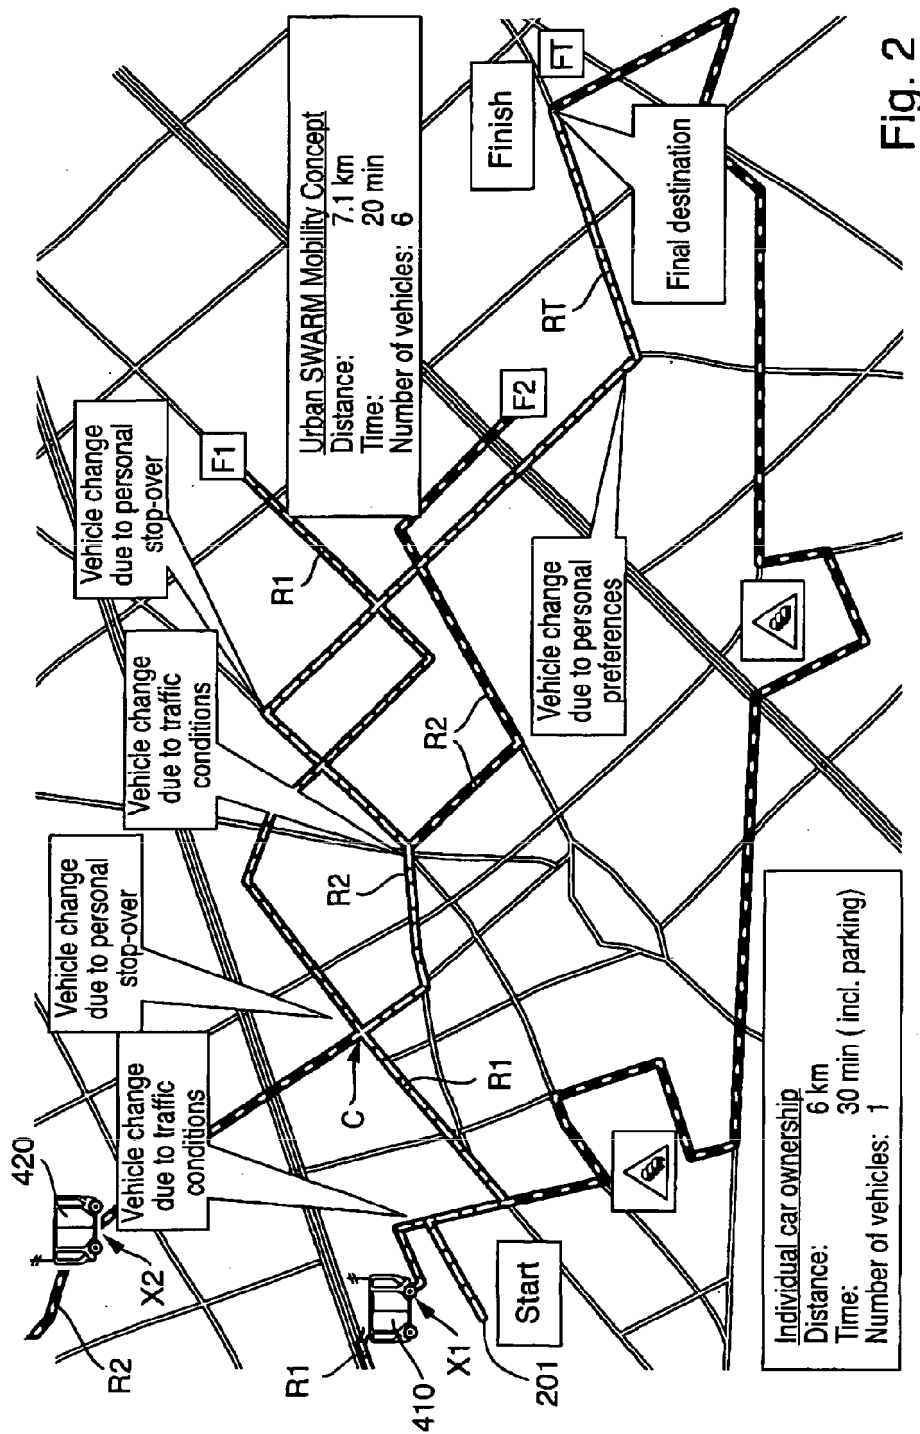 420
X2
R2
R1
410
X1
201
Start
Vehicle change
due to traffic
conditions
C
R1
Vehicle change
due to personal
stop-over
R2
Vehicle change
due to traffic
conditions
Vehicle change
due to personal
stop-over
R1
F1
R2
F2
Urban SWARM Mobility Concept
Distance: 7.1 km
Time: 20 min
Number of vehicles: 6
Vehicle change
due to personal
preferences
RT
Finish
FT
Final destination
Individual car ownership
Distance: 6 km
Time: 30 min ( incl. parking)
Number of vehicles: 1
Fig. 2